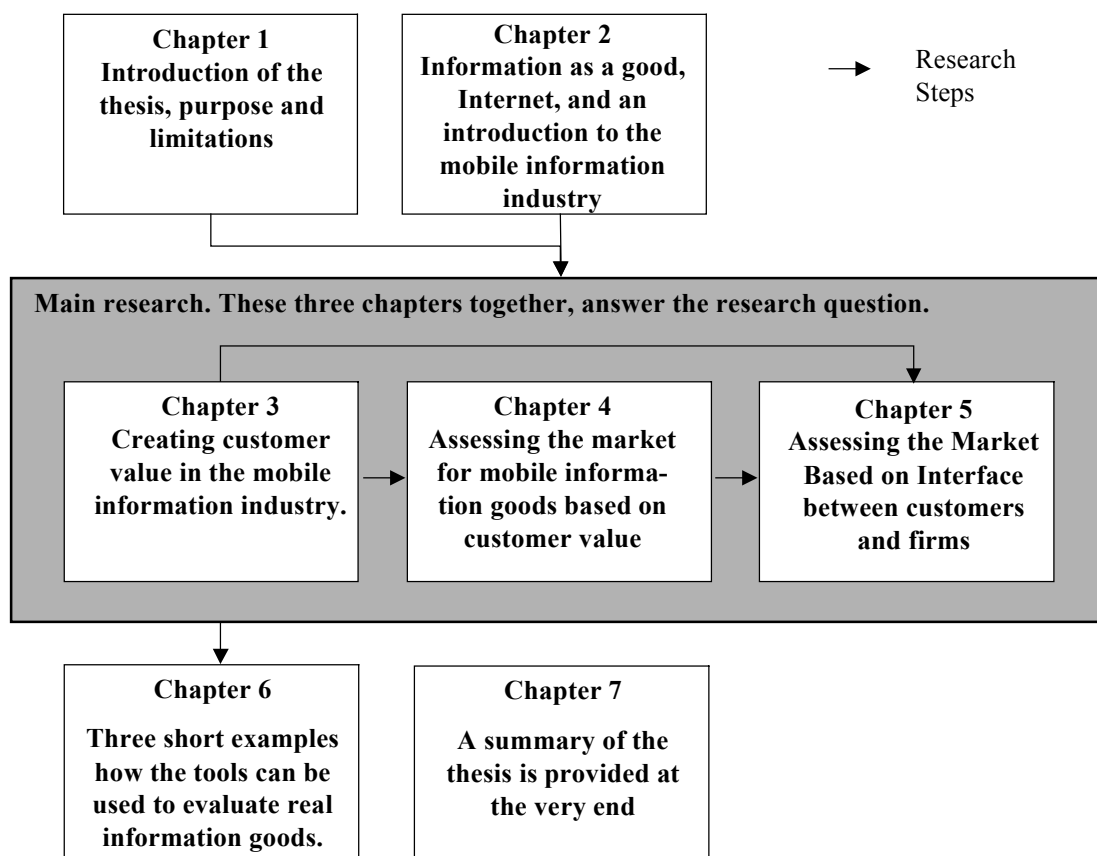 Chapter 1
Introduction of the
thesis, purpose and
limitations
Chapter 2
Information as a good,
Internet, and an
introduction to the
mobile information
industry
Research
Steps
Main research. These three chapters together, answer the research question.
Chapter 3
Creating customer
value in the mobile
information industry.
Chapter 4
Assessing the market
for mobile informa-
tion goods based on
customer value
Chapter 5
Assessing the Market
Based on Interface
between customers
and firms
Chapter 6
Three short examples
how the tools can be
used to evaluate real
information goods.
Chapter 7
A summary of the
thesis is provided at
the very end